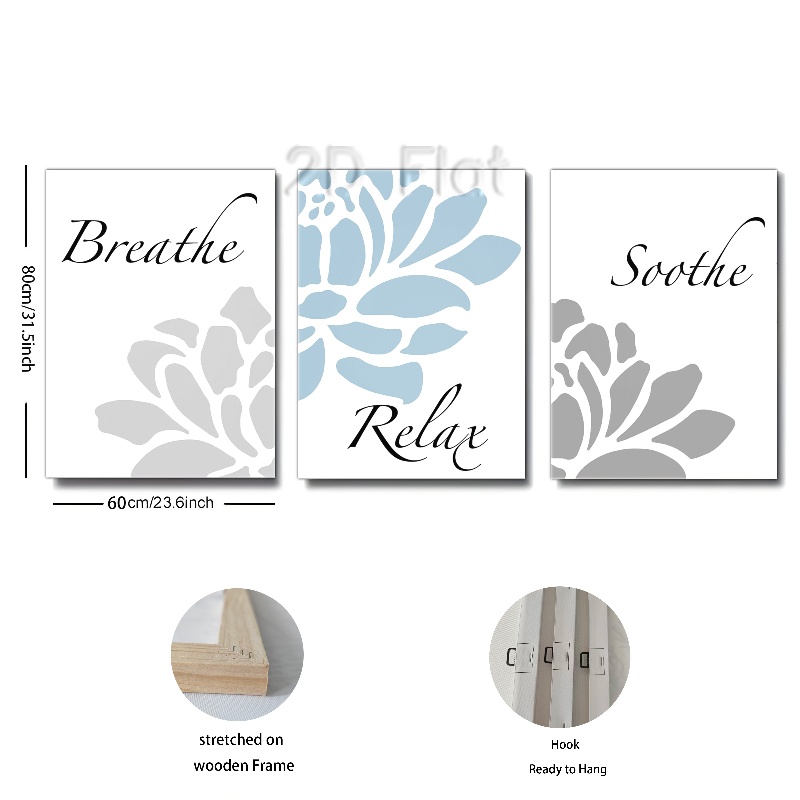 2D Flat
Breathe
Relax
Soothe
80cm/31.5inch
60cm/23.6inch
stretched on
wooden Frame
Hook
Ready to Hang